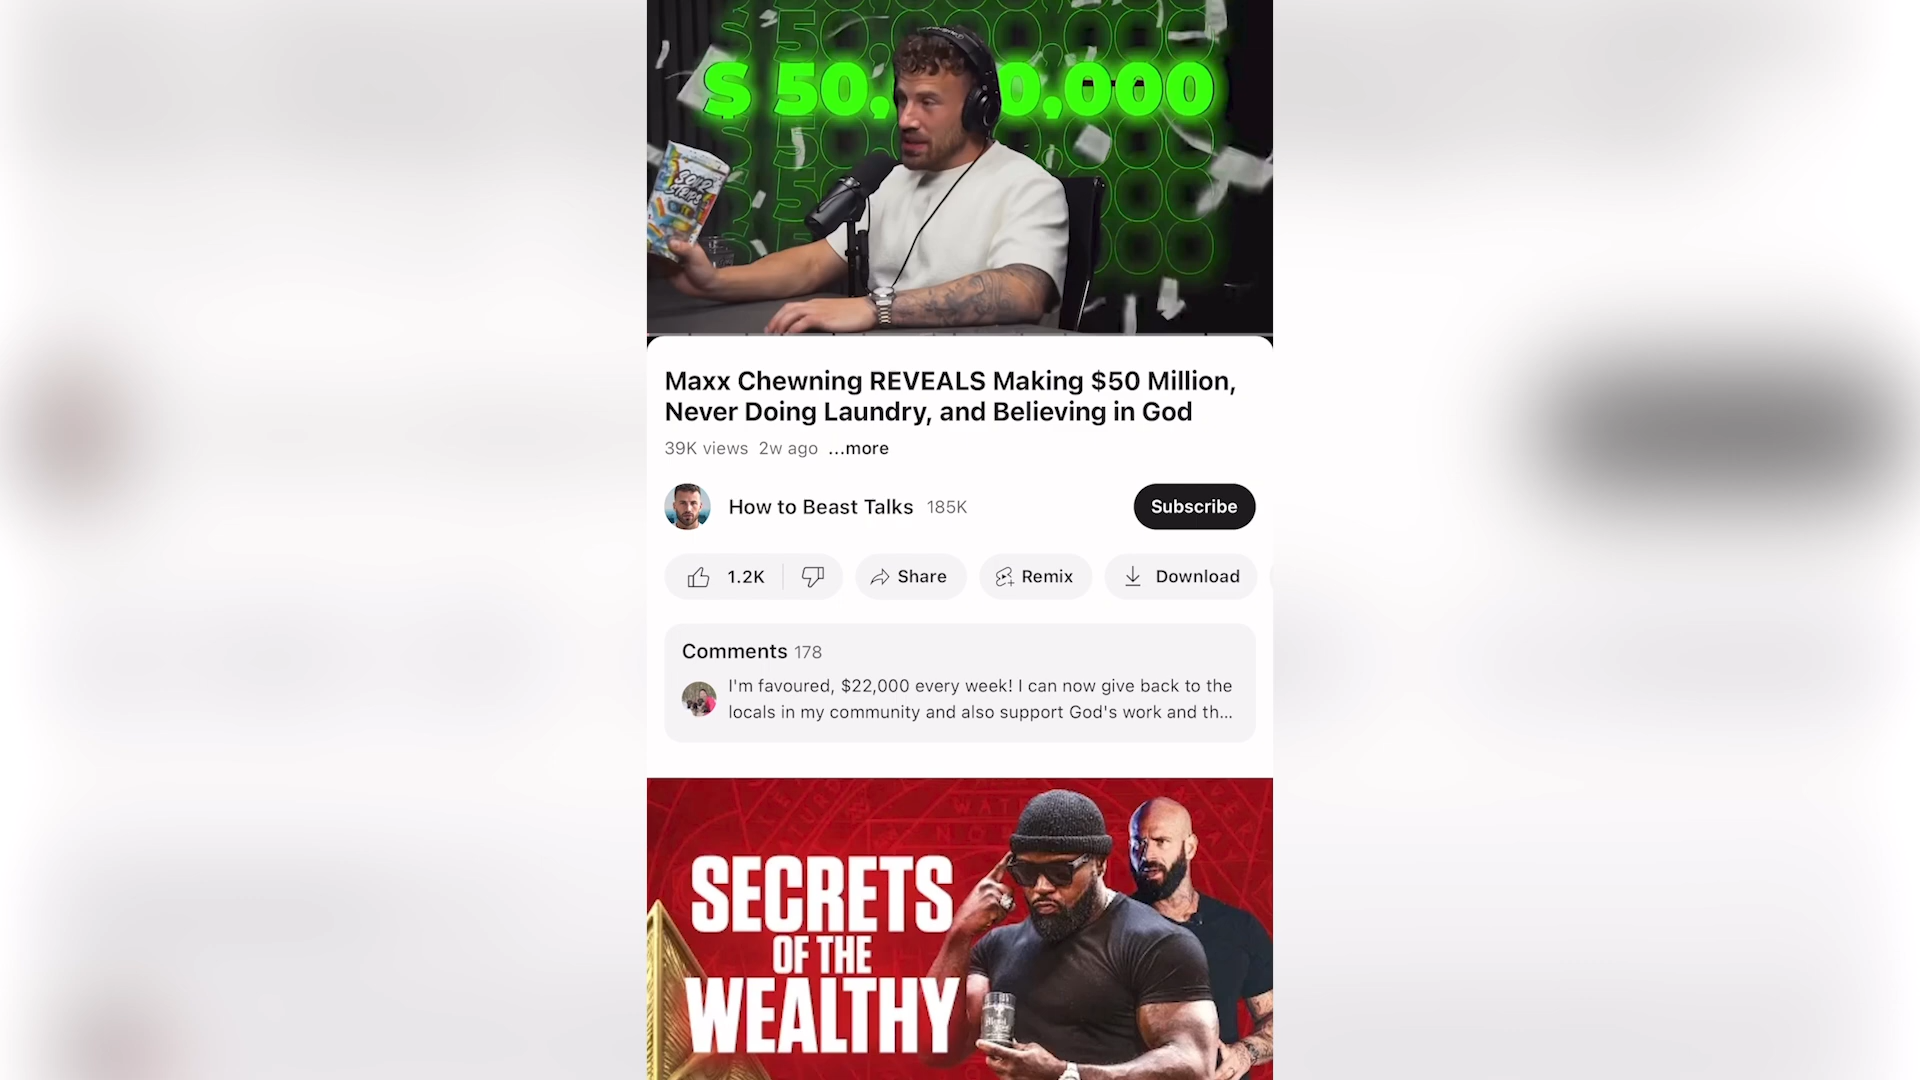 $ 50, 0,000
SOUR
STRIPS
Maxx Chewning REVEALS Making $50 Million,
Never Doing Laundry, and Believing in God
39K views 2w ago ...more
How to Beast Talks 185K
Subscribe
1.2K
Share
Remix
Download
Comments 178
I'm favoured, $22,000 every week! I can now give back to the
locals in my community and also support God's work and th...
SECRETS
OF THE
WEALTHY